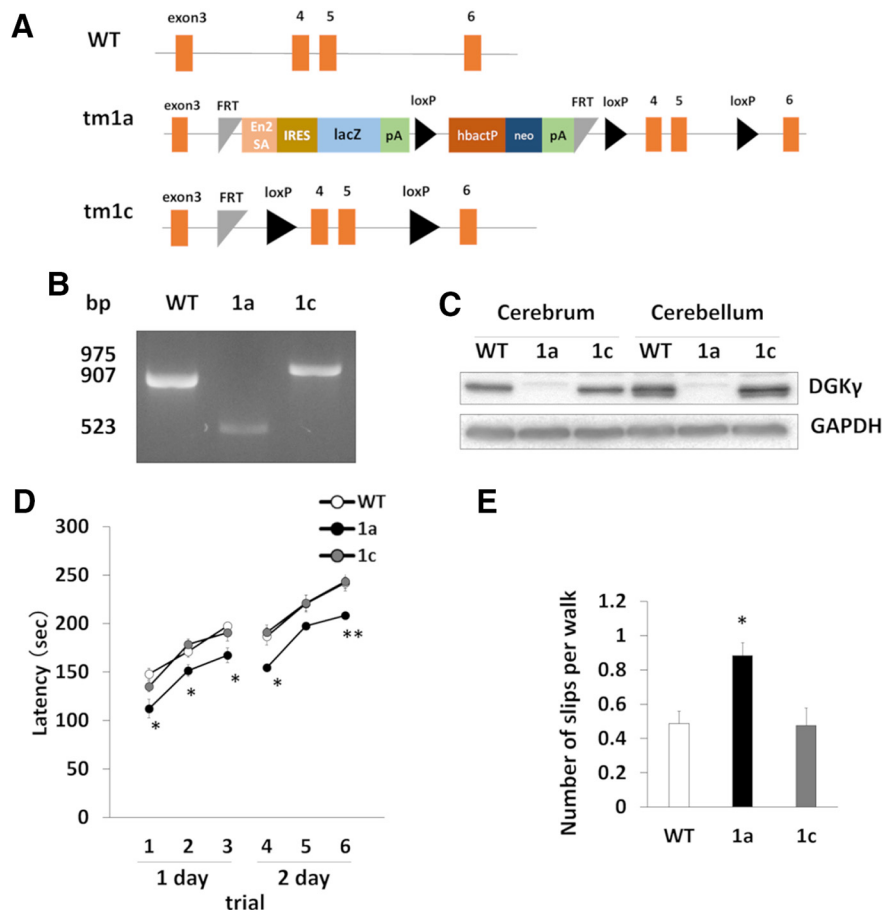 A
WT
exon3
4
5
6
tm1a
exon3
FRT
En2 SA
IRES
lacZ
pA
loxP
hbactP
neo
pA
FRT
loxP
4
5
loxP
6
tm1c
exon3
FRT
loxP
4
5
loxP
6
B
bp
WT
1a
1c
975
907
523
C
Cerebrum
Cerebellum
WT
1a
1c
WT
1a
1c
DGKγ
GAPDH
D
WT
1a
1c
Latency (sec)
300
250
200
150
100
50
0
*
*
*
*
**
1
2
3
4
5
6
1 day
2 day
trial
E
Number of slips per walk
1.2
1
0.8
0.6
0.4
0.2
0
*
WT
1a
1c